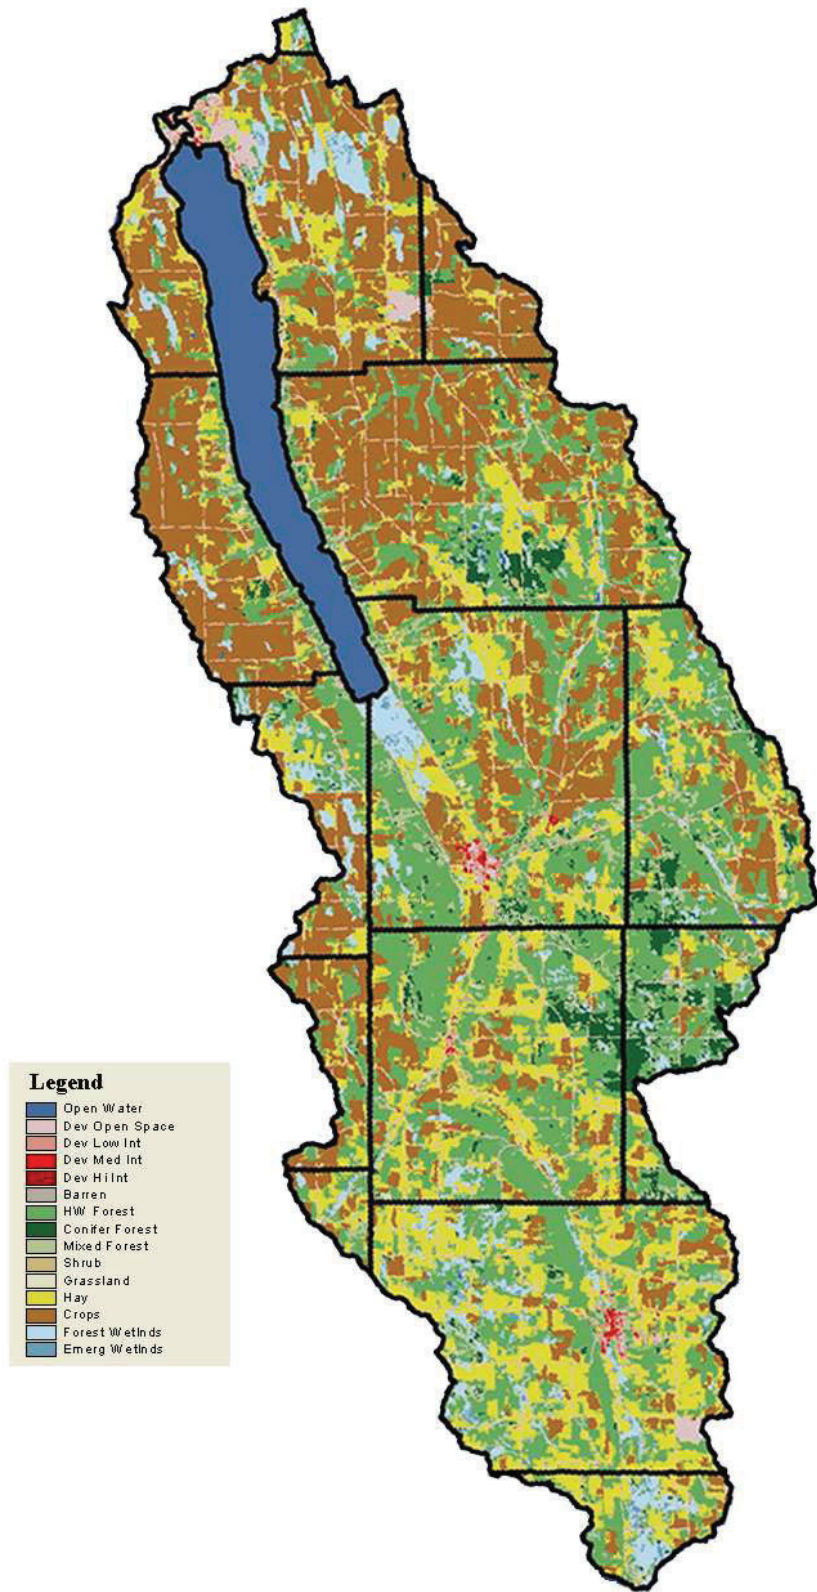 Legend
Open Water
Dev Open Space
Dev Low Int
Dev Med Int
Dev Hi Int
Barren
HW Forest
Conifer Forest
Mixed Forest
Shrub
Grassland
Hay
Crops
Forest Wetlnds
Emerg Wetlnds